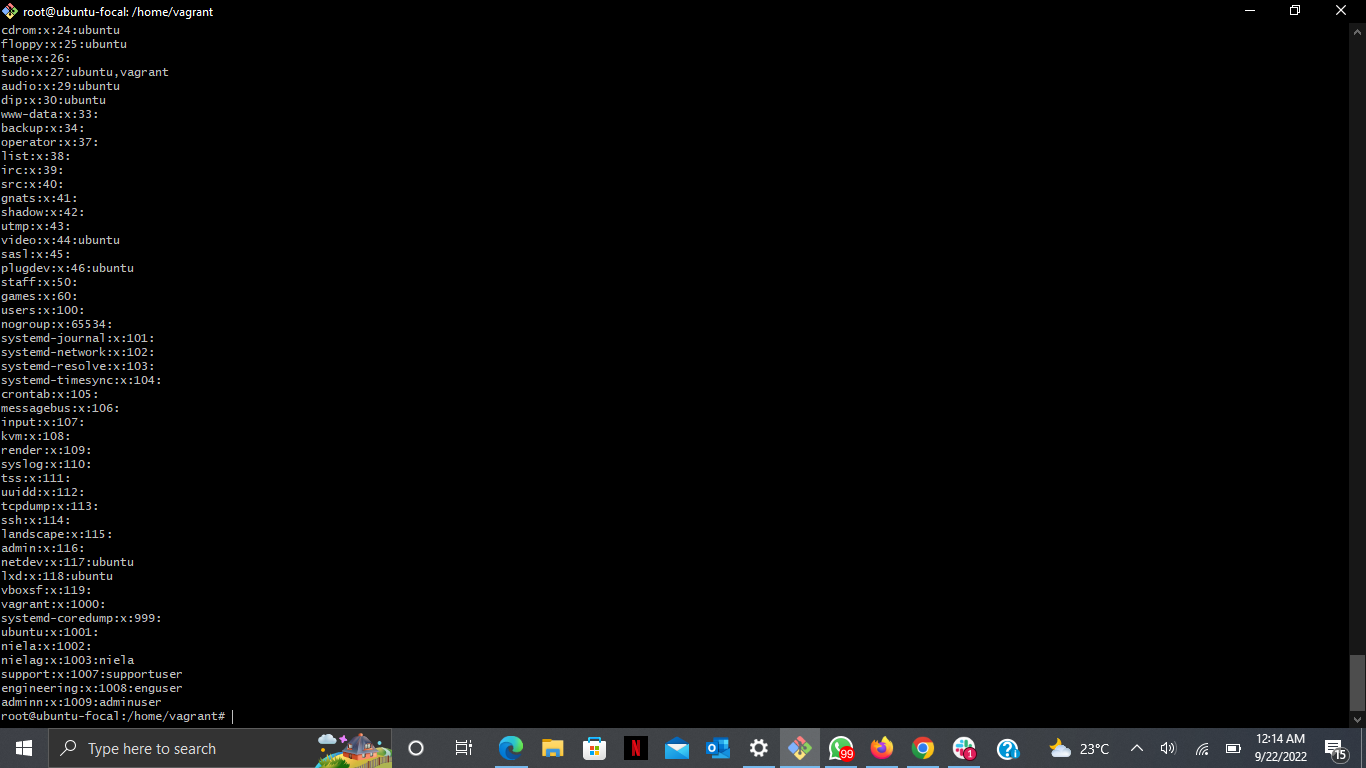 root@ubuntu-focal: /home/vagrant
cdrom:x:24:ubuntu
floppy:x:25:ubuntu
tape:x:26:
sudo:x:27:ubuntu,vagrant
audio:x:29:ubuntu
dip:x:30:ubuntu
www-data:x:33:
backup:x:34:
operator:x:37:
list:x:38:
irc:x:39:
src:x:40:
gnats:x:41:
shadow:x:42:
utmp:x:43:
video:x:44:ubuntu
sasl:x:45:
plugdev:x:46:ubuntu
staff:x:50:
games:x:60:
users:x:100:
nogroup:x:65534:
systemd-journal:x:101:
systemd-network:x:102:
systemd-resolve:x:103:
systemd-timesync:x:104:
crontab:x:105:
messagebus:x:106:
input:x:107:
kvm:x:108:
render:x:109:
syslog:x:110:
tss:x:111:
uuidd:x:112:
tcpdump:x:113:
ssh:x:114:
landscape:x:115:
admin:x:116:
netdev:x:117:ubuntu
lxd:x:118:ubuntu
vboxsf:x:119:
vagrant:x:1000:
systemd-coredump:x:999:
ubuntu:x:1001:
niela:x:1002:
nielag:x:1003:niela
support:x:1007:supportuser
engineering:x:1008:enguser
adminn:x:1009:adminuser
root@ubuntu-focal:/home/vagrant#
Type here to search
N
99
1
23°C
12:14 AM
9/22/2022
15